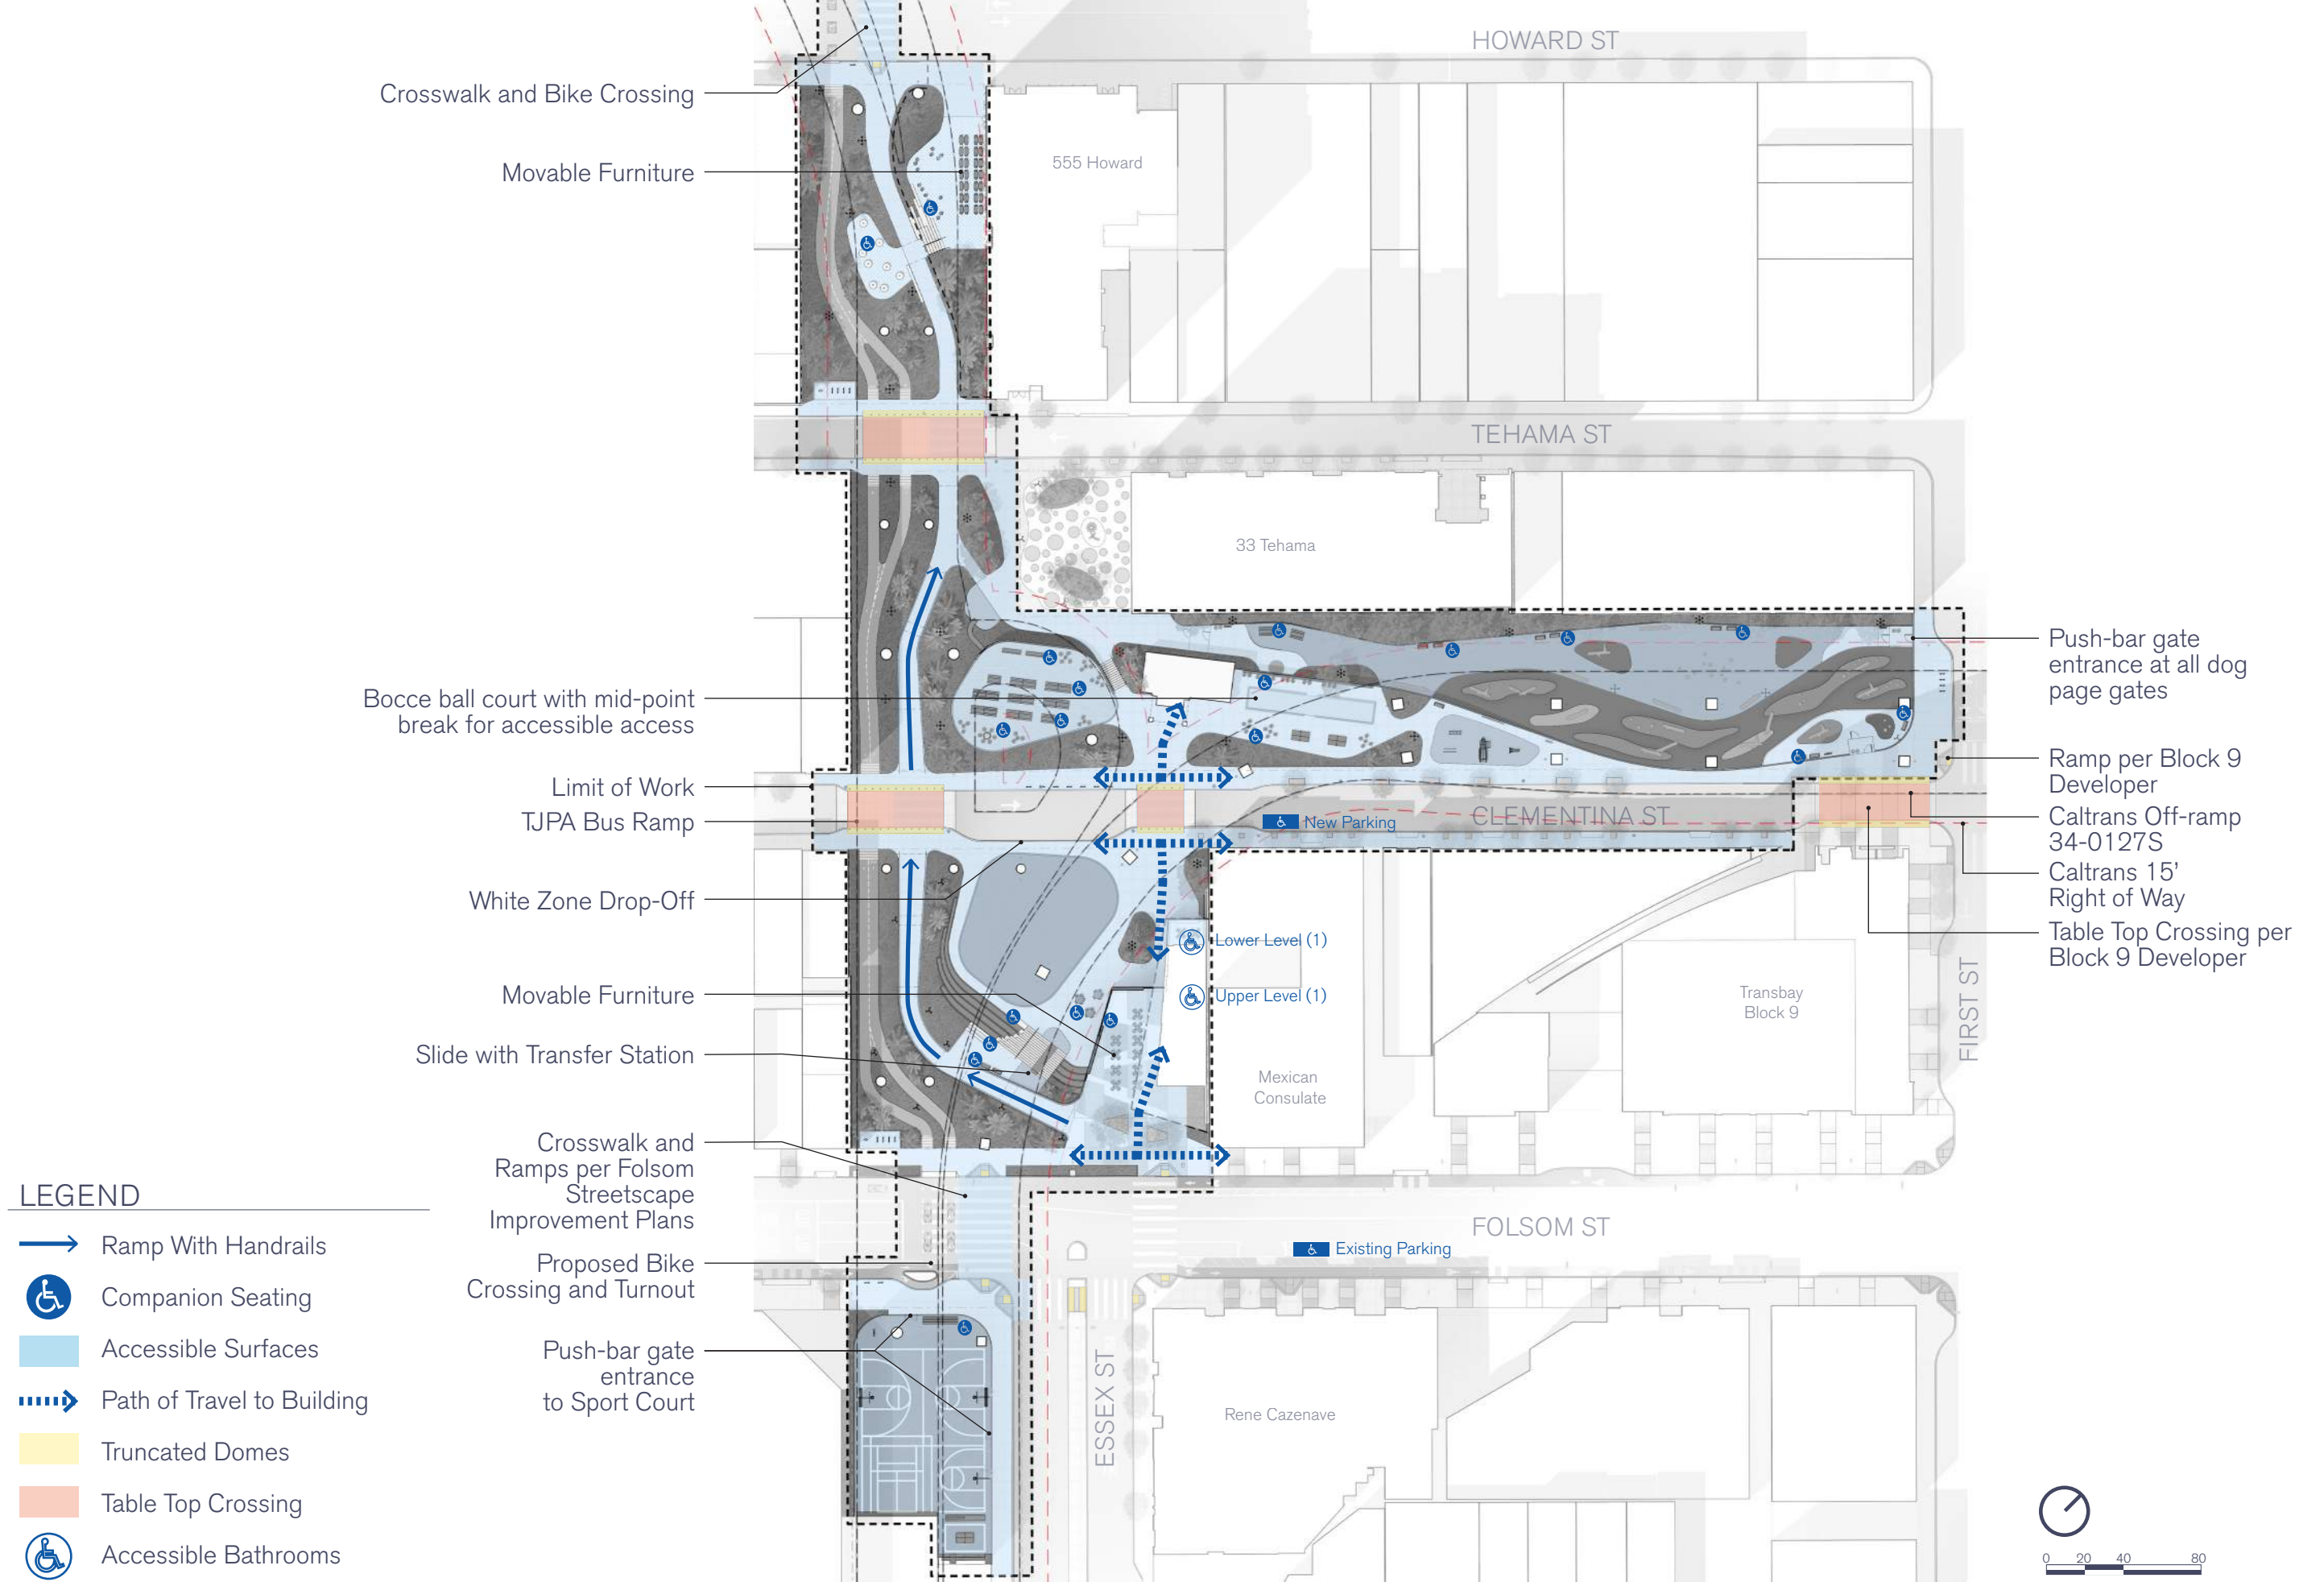 HOWARD ST
Crosswalk and Bike Crossing
Movable Furniture
555 Howard
TEHAMA ST
33 Tehama
Push-bar gate
entrance at all dog
page gates
Bocce ball court with mid-point
break for accessible access
Ramp per Block 9
Developer
Limit of Work
TJPA Bus Ramp
New Parking
CLEMENTINA ST
Caltrans Off-ramp
34-0127S
Caltrans 15’
Right of Way
White Zone Drop-Off
Table Top Crossing per
Block 9 Developer
Lower Level (1)
Upper Level (1)
Movable Furniture
Transbay
Block 9
FIRST ST
Slide with Transfer Station
Mexican
Consulate
Crosswalk and
Ramps per Folsom
Streetscape
Improvement Plans
FOLSOM ST
Existing Parking
Proposed Bike
Crossing and Turnout
Push-bar gate
entrance
to Sport Court
ESSEX ST
Rene Cazenave
LEGEND
Ramp With Handrails
Companion Seating
Accessible Surfaces
Path of Travel to Building
Truncated Domes
Table Top Crossing
Accessible Bathrooms
0 20 40 80